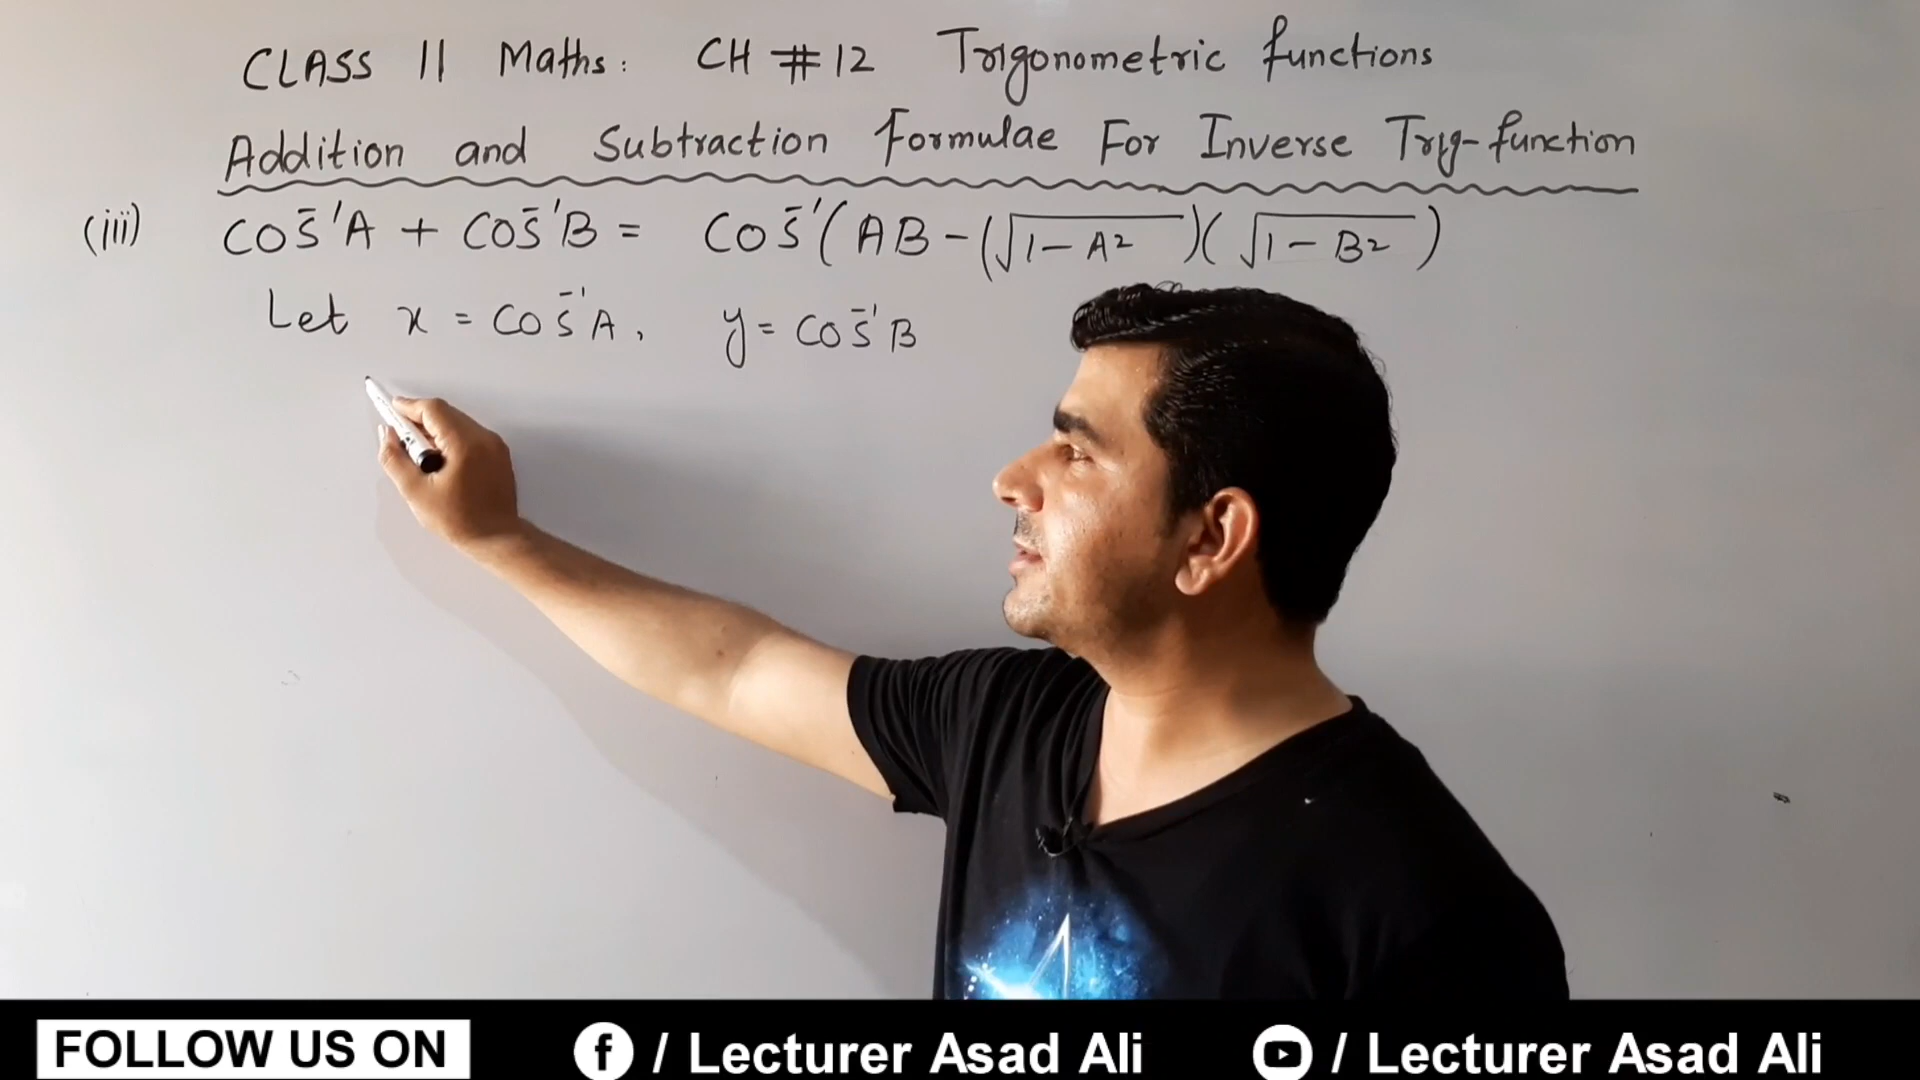 CLASS 11 Maths: CH # 12 Trigonometric functions
Addition and Subtraction Formulae For Inverse Trig-function
(iii) Cos⁻¹A + Cos⁻¹B = Cos⁻¹(AB - (√1 - A²)(√1 - B²)
Let x = Cos⁻¹A, y = Cos⁻¹B
FOLLOW US ON f / Lecturer Asad Ali / Lecturer Asad Ali